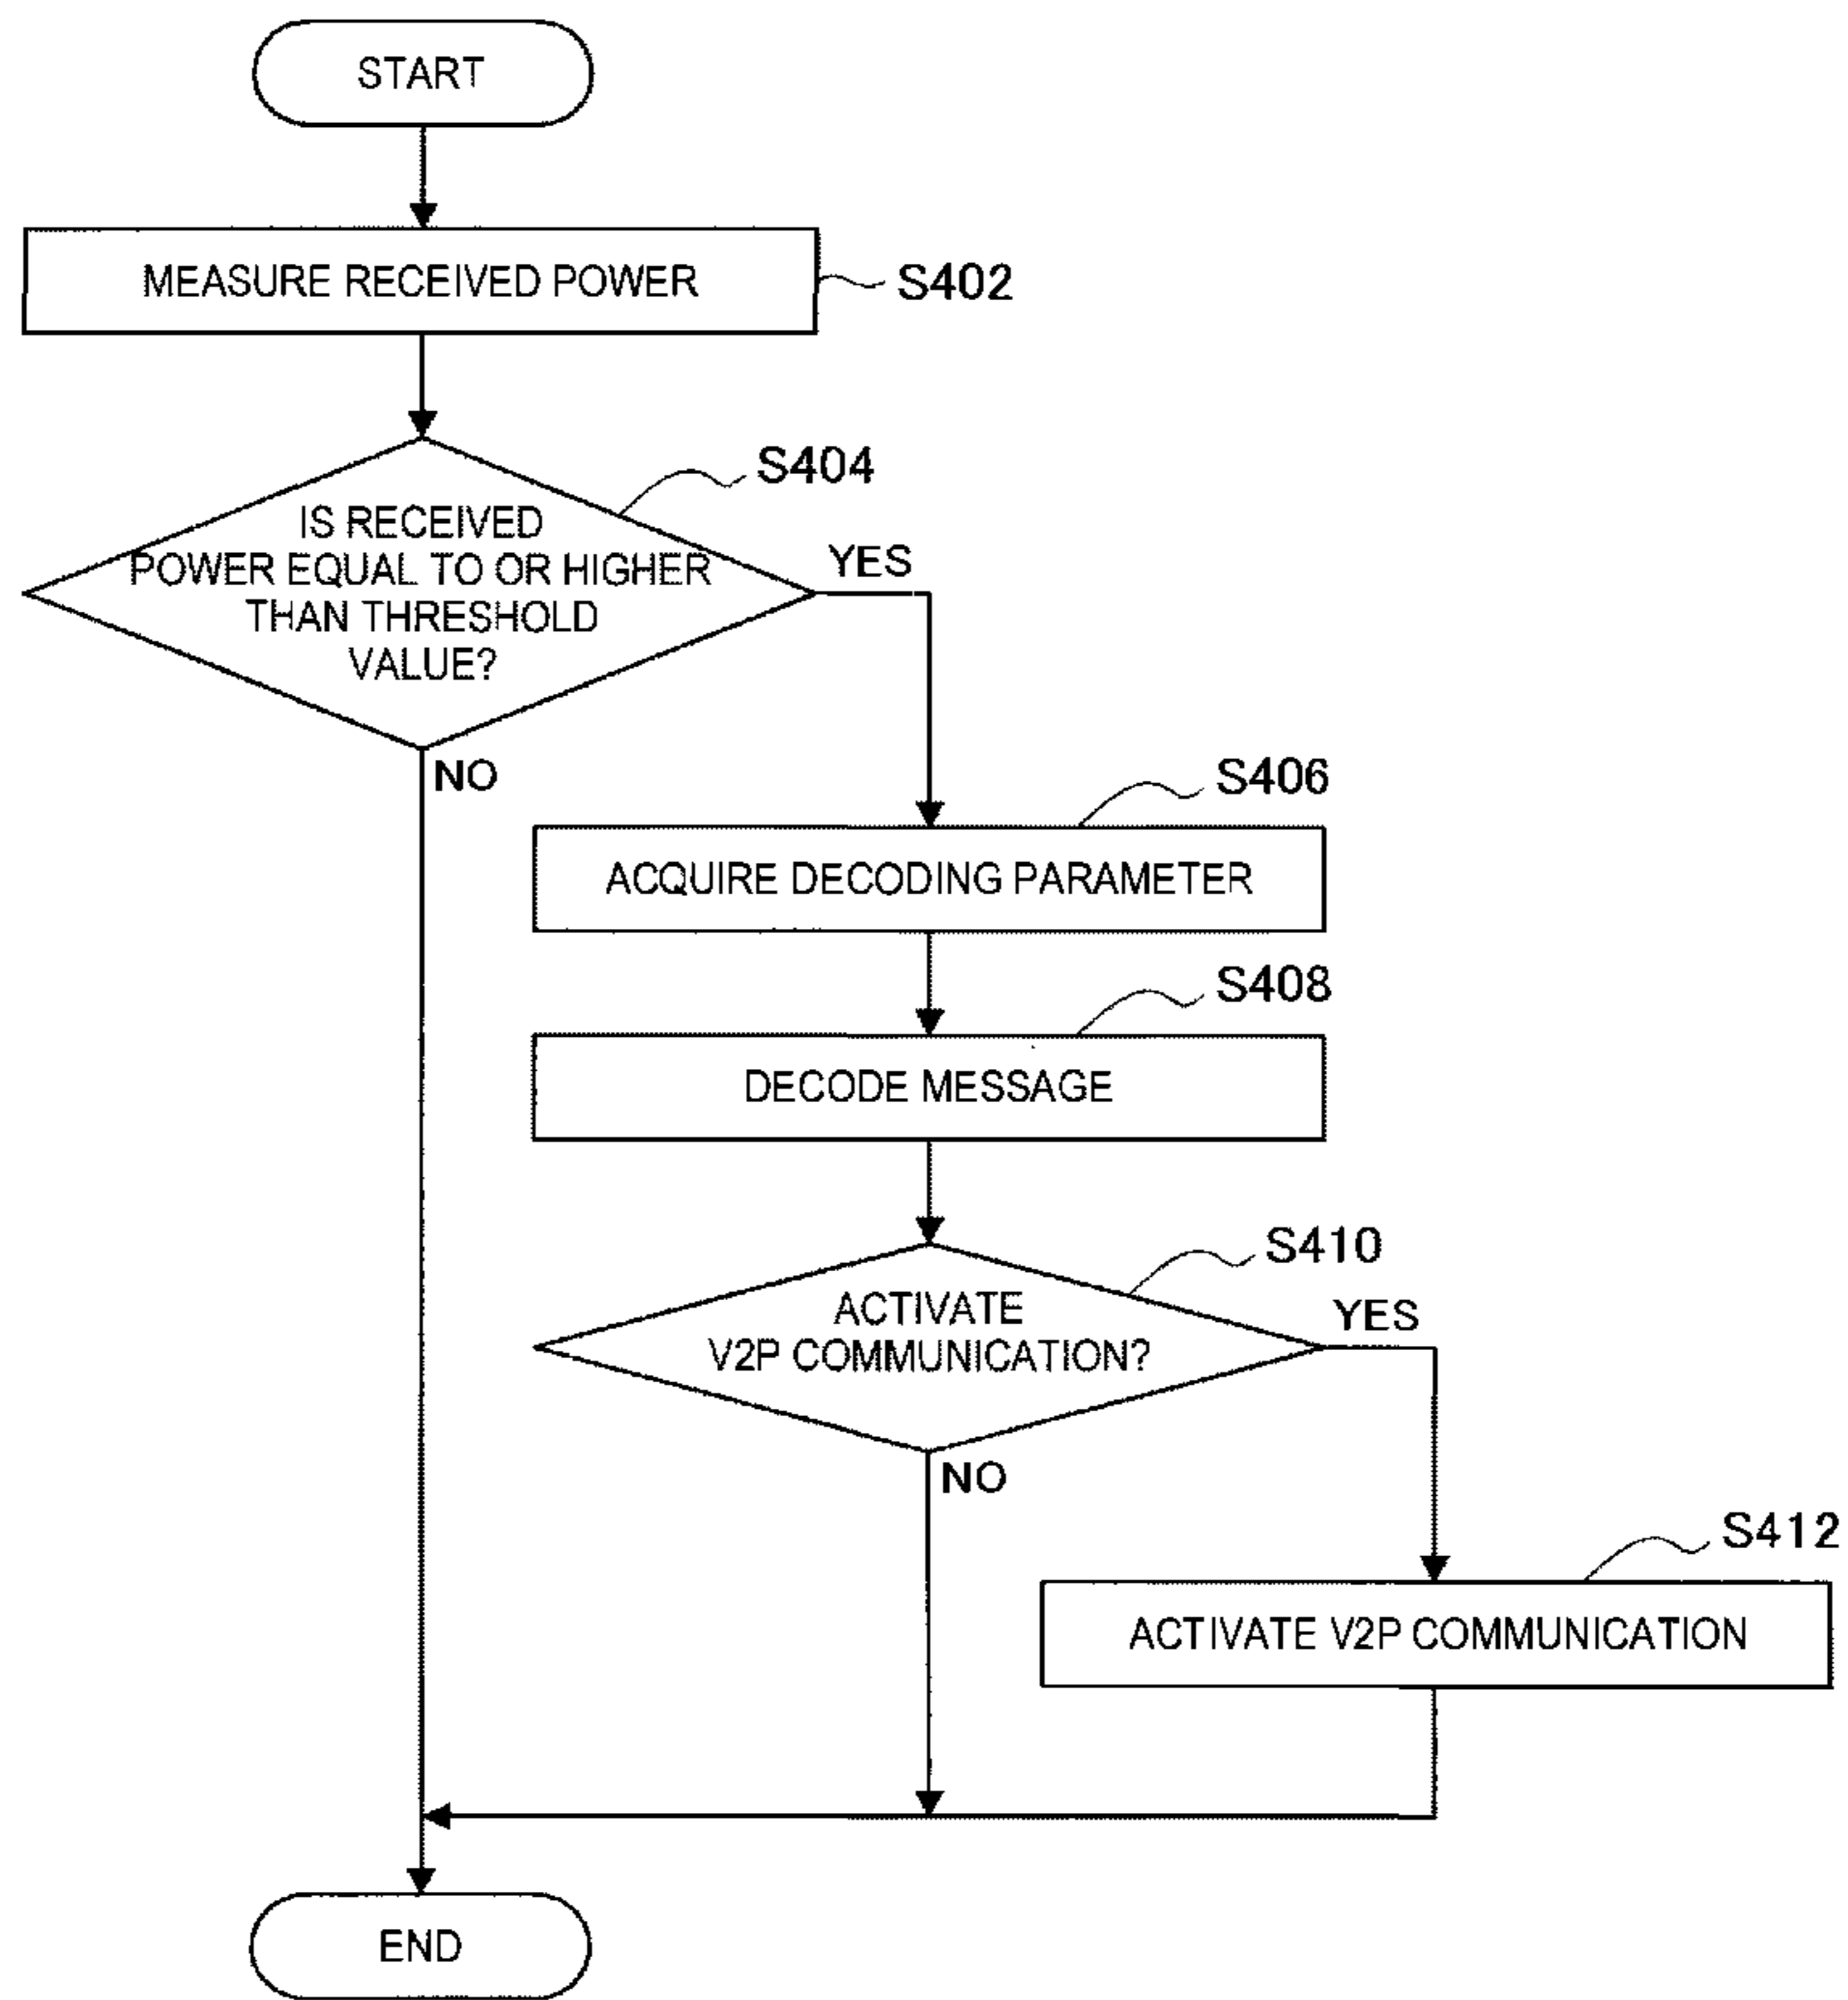 START
MEASURE RECEIVED POWER
S402
S404
IS RECEIVED
POWER EQUAL TO OR HIGHER
THAN THRESHOLD
VALUE?
YES
NO
S406
ACQUIRE DECODING PARAMETER
S408
DECODE MESSAGE
S410
ACTIVATE
V2P COMMUNICATION?
YES
NO
S412
ACTIVATE V2P COMMUNICATION
END